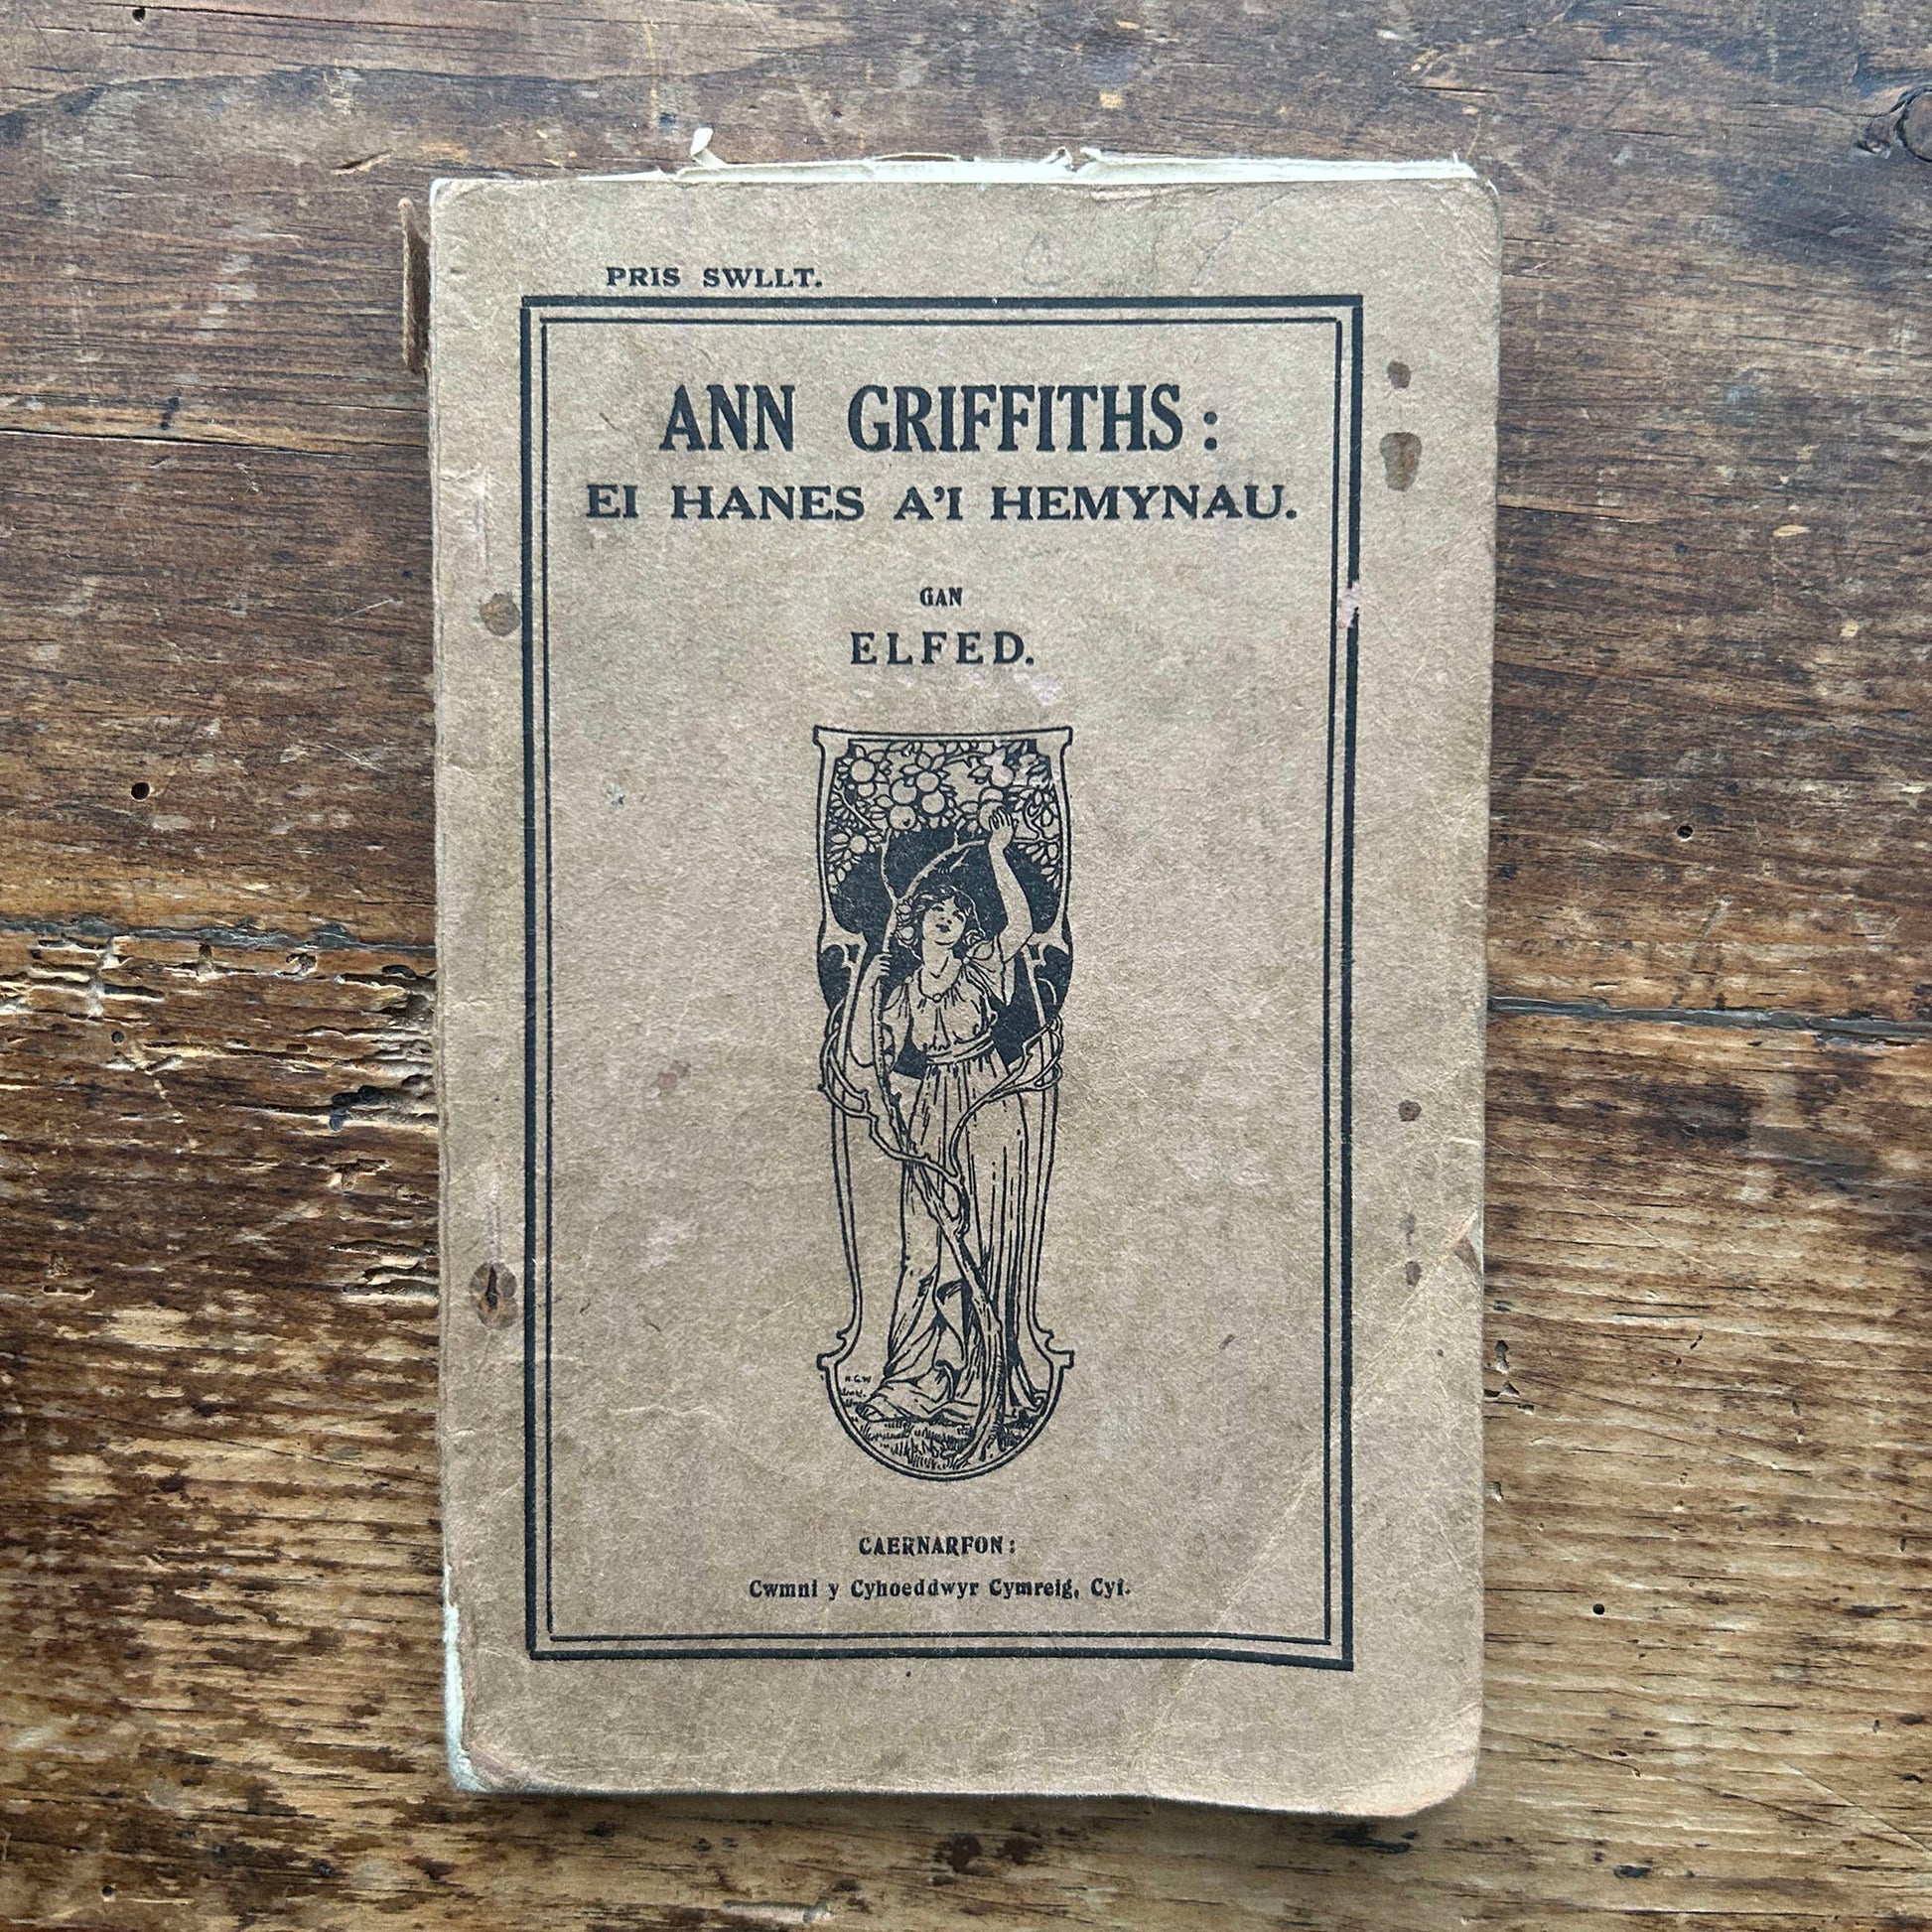 PRIS SWLLT.
ANN GRIFFITHS:
EI HANES A'I HEMYNAU.
GAN
ELFED.
CAERNARFON:
Cwmni y Cyhoeddwyr Cymreig, Cyf.